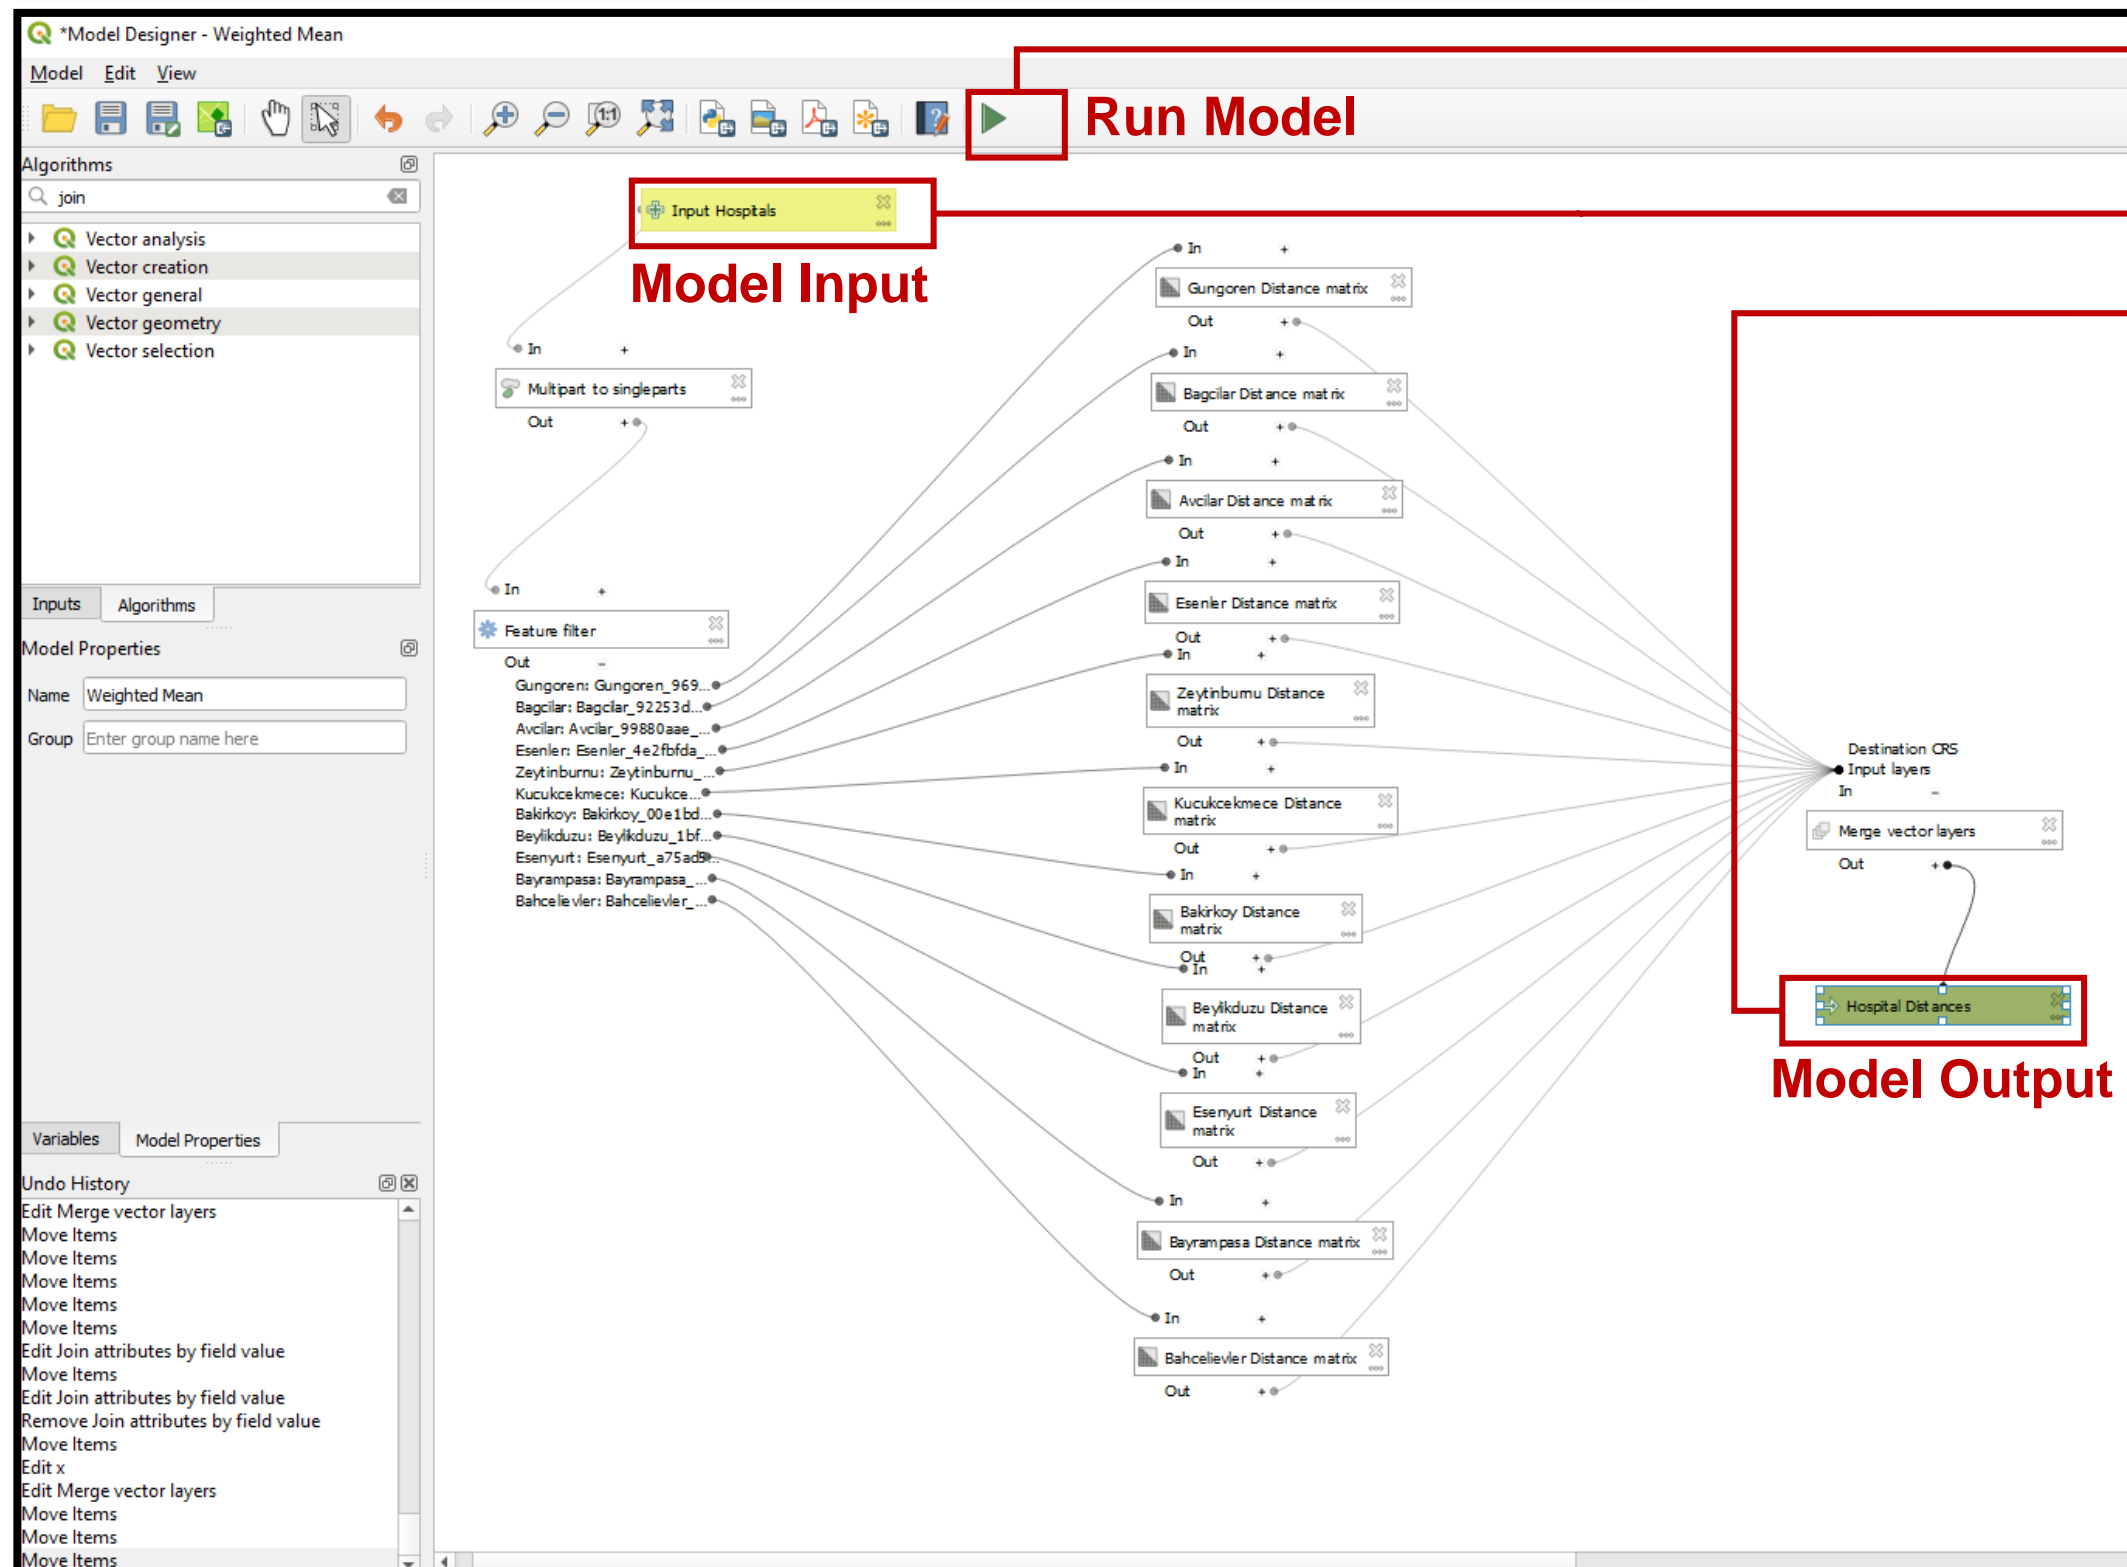 *Model Designer - Weighted Mean
Model Edit View
Run Model
Algorithms
join
Vector analysis
Vector creation
Vector general
Vector geometry
Vector selection
Inputs Algorithms
Model Properties
Name Weighted Mean
Group Enter group name here
Variables Model Properties
Undo History
Edit Merge vector layers
Move Items
Move Items
Move Items
Move Items
Move Items
Edit Join attributes by field value
Move Items
Edit Join attributes by field value
Remove Join attributes by field value
Move Items
Edit x
Edit Merge vector layers
Move Items
Move Items
Move Items
Input Hospitals
Model Input
In +
Multipart to singleparts
Out +
In +
Feature filter
Out -
Gungoren: Gungoren_969...
Bagcilar: Bagcilar_92253d...
Avcilar: Avcilar_99880aae_...
Esenler: Esenler_4e2fbfda_...
Zeytinburnu: Zeytinburnu_...
Kucukcekmece: Kucukce...
Bakirkoy: Bakirkoy_00e1bd...
Beylikduzu: Beylikduzu_1bf...
Esenyurt: Esenyurt_a75ad5...
Bayrampasa: Bayrampasa_...
Bahcelievler: Bahcelievler_...
In +
Gungoren Distance matrix
Out +
In +
Bagcilar Distance matrix
Out +
In +
Avcilar Distance matrix
Out +
In +
Esenler Distance matrix
Out +
In +
Zeytinburnu Distance
matrix
Out +
In +
Kucukcekmece Distance
matrix
Out +
In +
Bakirkoy Distance
matrix
Out +
In +
Beylikduzu Distance
matrix
Out +
In +
Esenyurt Distance
matrix
Out +
In +
Bayrampasa Distance matrix
Out +
In +
Bahcelievler Distance matrix
Out +
Destination CRS
Input layers
In -
Merge vector layers
Out +
Hospital Distances
Model Output